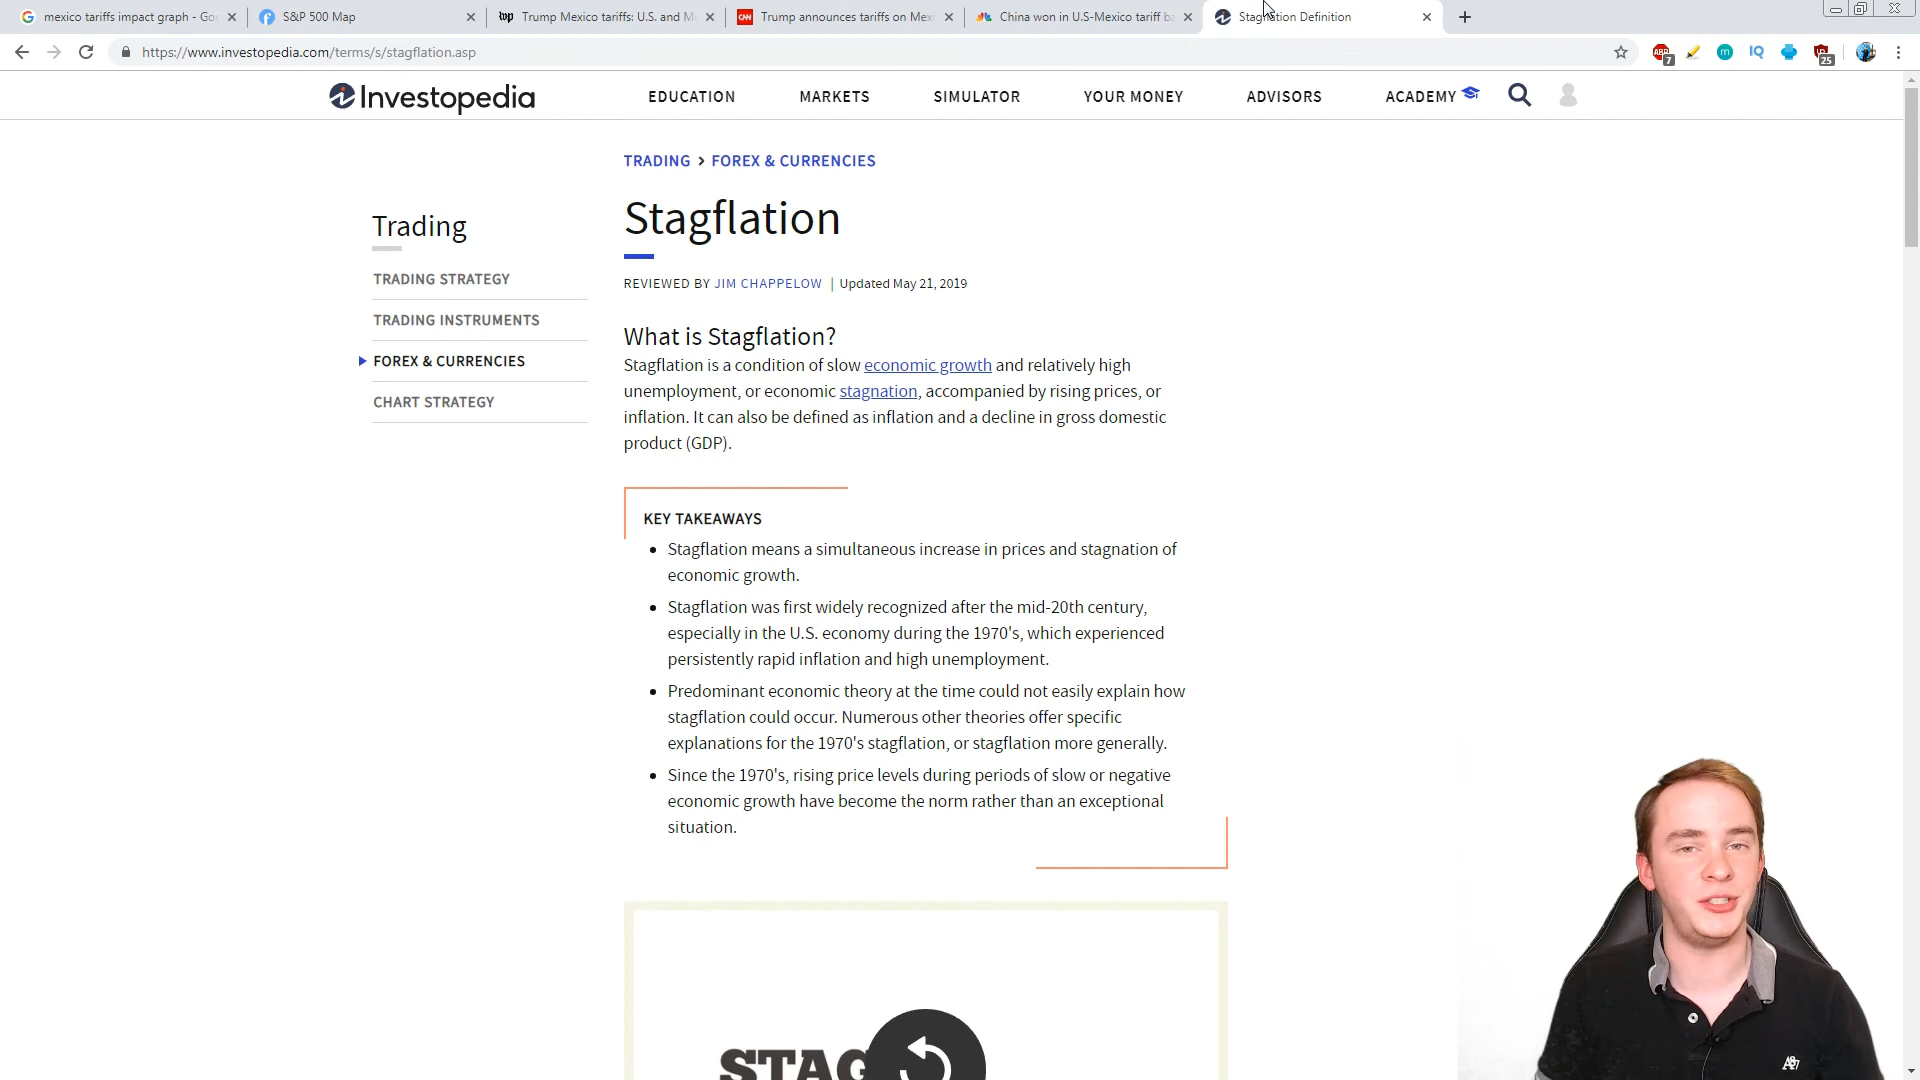 mexico tariffs impact graph - Go
S&P 500 Map
wp
Trump Mexico tariffs: U.S. and M
CNN
Trump announces tariffs on Mex
China won in U.S-Mexico tariff b
Stagflation Definition
https://www.investopedia.com/terms/s/stagflation.asp
ABP
7
m
IQ
25
Investopedia
EDUCATION
MARKETS
SIMULATOR
YOUR MONEY
ADVISORS
ACADEMY
TRADING > FOREX & CURRENCIES
Trading
TRADING STRATEGY
TRADING INSTRUMENTS
FOREX & CURRENCIES
CHART STRATEGY
Stagflation
REVIEWED BY JIM CHAPPELOW | Updated May 21, 2019
What is Stagflation?
Stagflation is a condition of slow economic growth and relatively high
unemployment, or economic stagnation, accompanied by rising prices, or
inflation. It can also be defined as inflation and a decline in gross domestic
product (GDP).
KEY TAKEAWAYS
Stagflation means a simultaneous increase in prices and stagnation of
economic growth.
Stagflation was first widely recognized after the mid-20th century,
especially in the U.S. economy during the 1970's, which experienced
persistently rapid inflation and high unemployment.
Predominant economic theory at the time could not easily explain how
stagflation could occur. Numerous other theories offer specific
explanations for the 1970's stagflation, or stagflation more generally.
Since the 1970's, rising price levels during periods of slow or negative
economic growth have become the norm rather than an exceptional
situation.
STAG